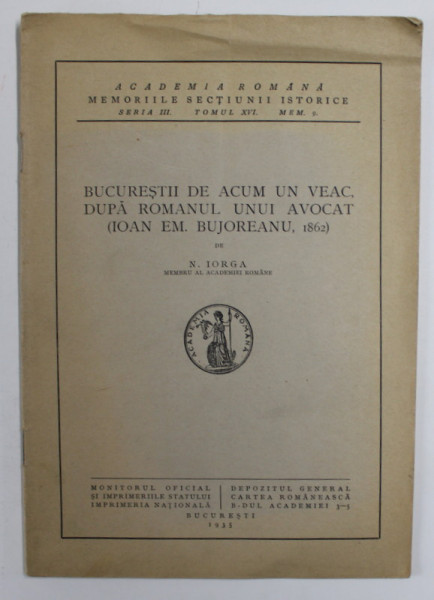 ACADEMIA ROMÂNĂ
MEMORIILE SECȚIUNII ISTORICE
SERIA III. TOMUL XVI. MEM. 2.
BUCUREȘTII DE ACUM UN VEAC,
DUPĂ ROMANUL UNUI AVOCAT
(IOAN EM. BUJOREANU, 1862)
DE
N. IORGA
MEMBRU AL ACADEMIEI ROMÂNE
ACADEMIA ROMANA
MONITORUL OFICIAL
ȘI IMPRIMERIILE STATULUI
IMPRIMERIA NAȚIONALĂ
DEPOZITUL GENERAL
CARTEA ROMÂNEASCĂ
B-DUL ACADEMIEI 3–5
BUCUREȘTI
1935